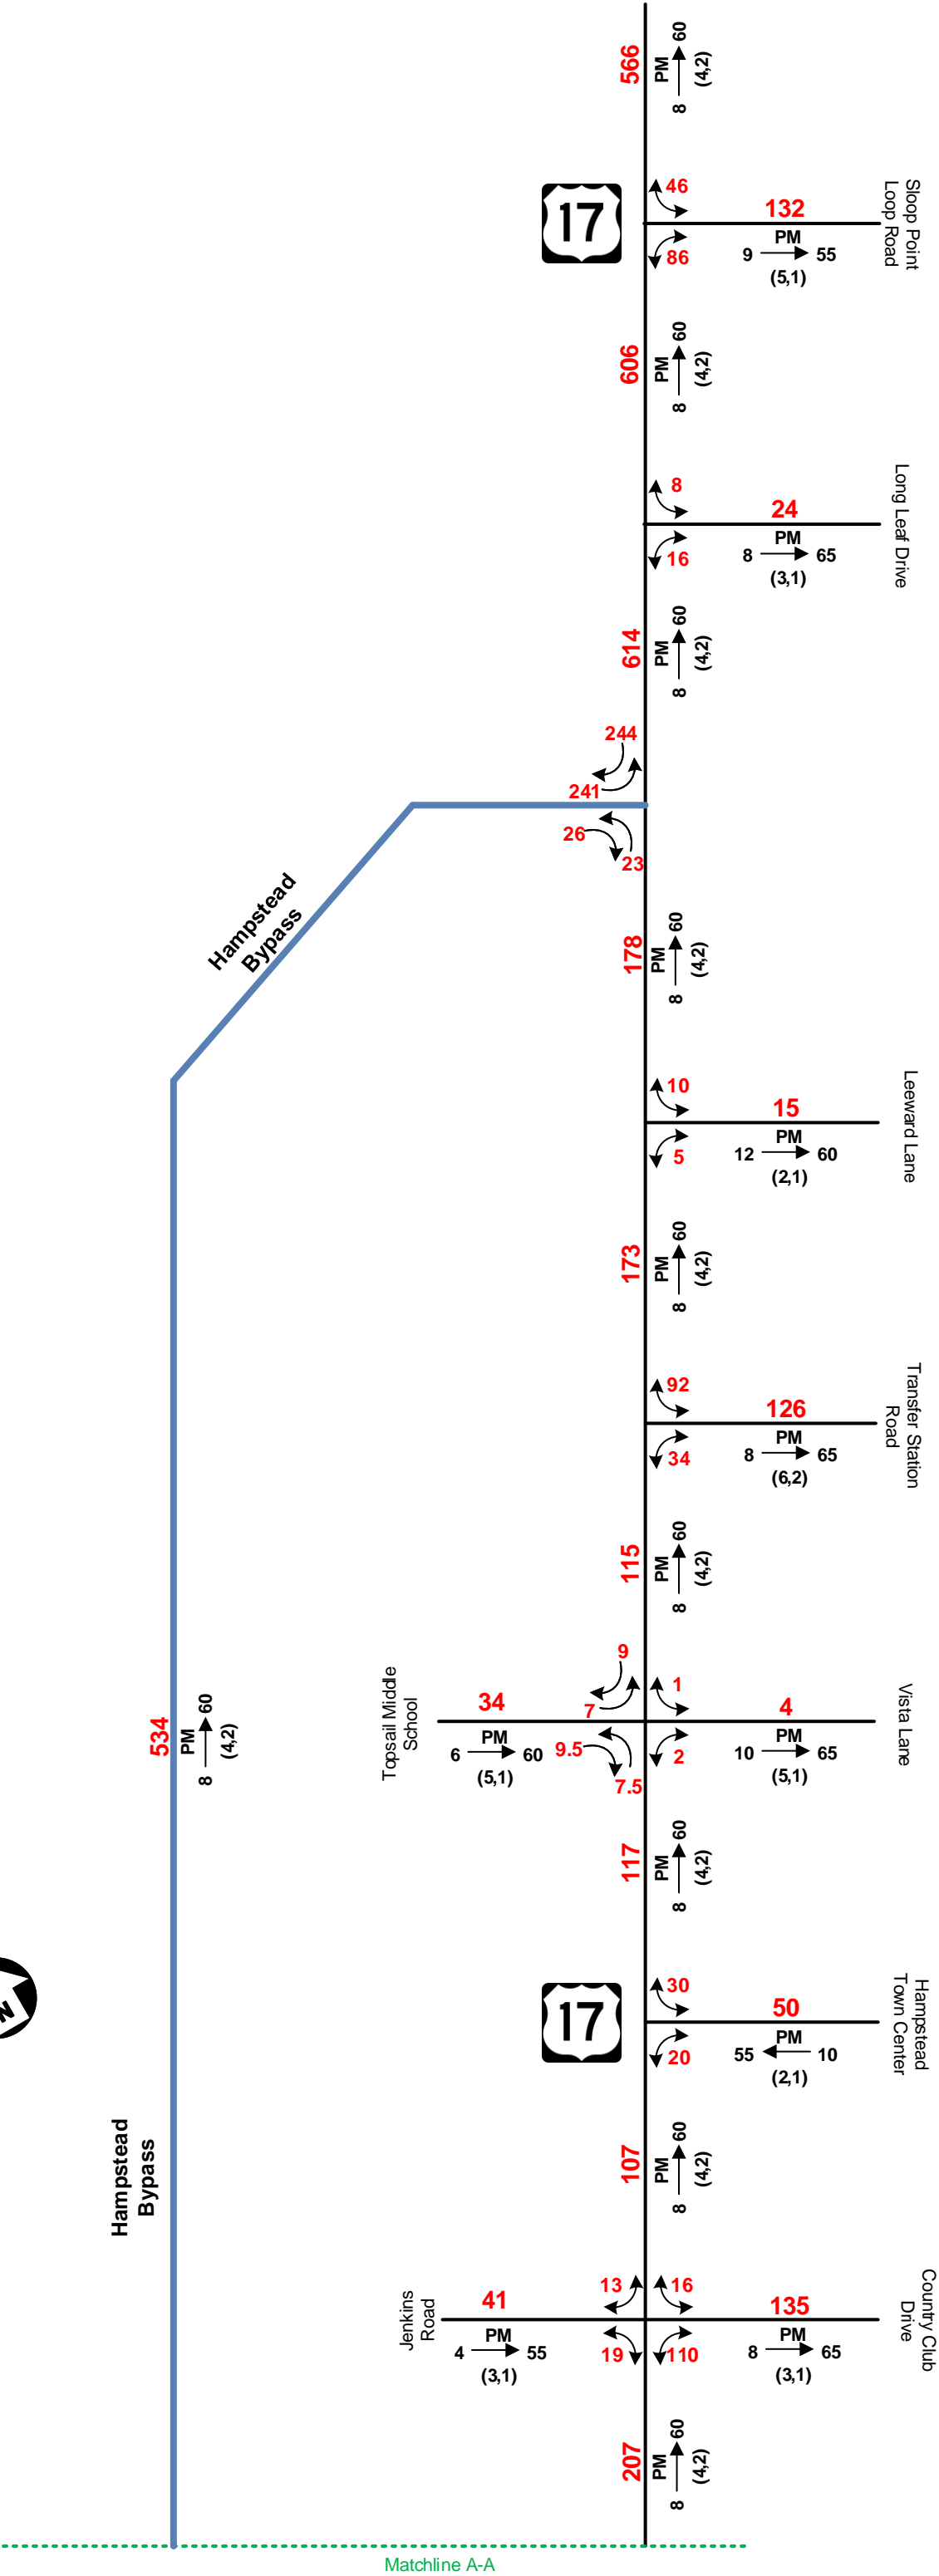 566
PM
8 60
(4,2)
17
46
86
132
PM
9 55
(5,1)
Sloop Point
Loop Road
606
PM
8 60
(4,2)
8
16
24
PM
8 65
(3,1)
Long Leaf Drive
614
PM
8 60
(4,2)
244
241
26
23
Hampstead
Bypass
178
PM
8 60
(4,2)
10
5
15
PM
12 60
(2,1)
Leeward Lane
173
PM
8 60
(4,2)
92
34
126
PM
8 65
(6,2)
Transfer Station
Road
115
PM
8 60
(4,2)
9
7
9.5
7.5
1
2
Topsail Middle
School
34
PM
6 60
(5,1)
4
PM
10 65
(5,1)
Vista Lane
534
PM
8 60
(4,2)
117
PM
8 60
(4,2)
N
17
30
20
50
PM
55 10
(2,1)
Hampstead
Town Center
Hampstead
Bypass
107
PM
8 60
(4,2)
13
16
19
110
Jenkins
Road
41
PM
4 55
(3,1)
135
PM
8 65
(3,1)
Country Club
Drive
207
PM
8 60
(4,2)
Matchline A-A